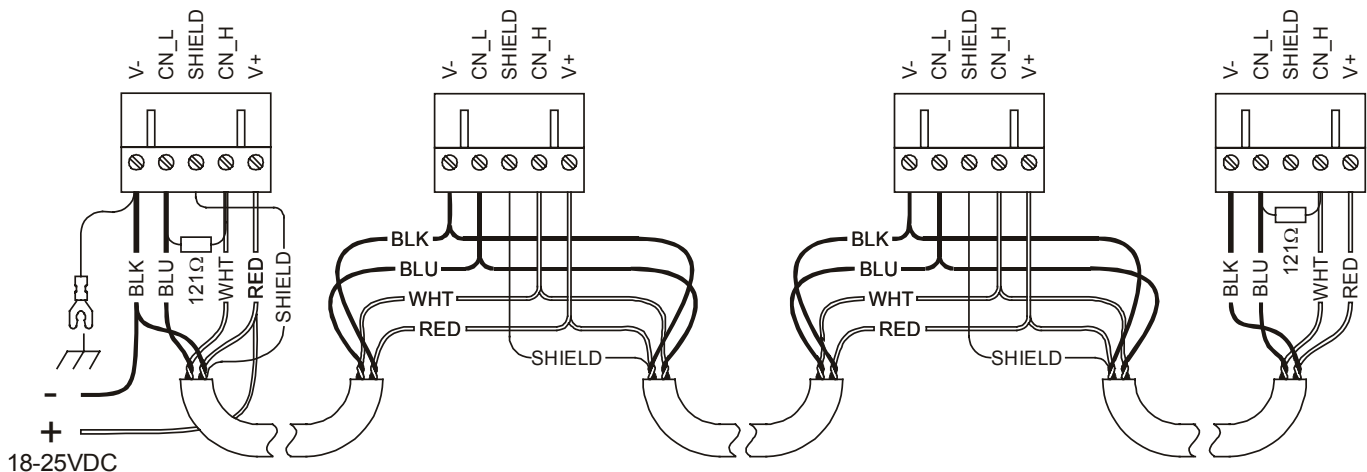 V- CN_L SHIELD CN_H V+
V- CN_L SHIELD CN_H V+
V- CN_L SHIELD CN_H V+
V- CN_L SHIELD CN_H V+
BLK BLU 121Ω WHT RED SHIELD
BLK
BLU
WHT
RED
SHIELD
BLK
BLU
WHT
RED
SHIELD
BLK BLU 121Ω WHT RED
-
+
18-25VDC